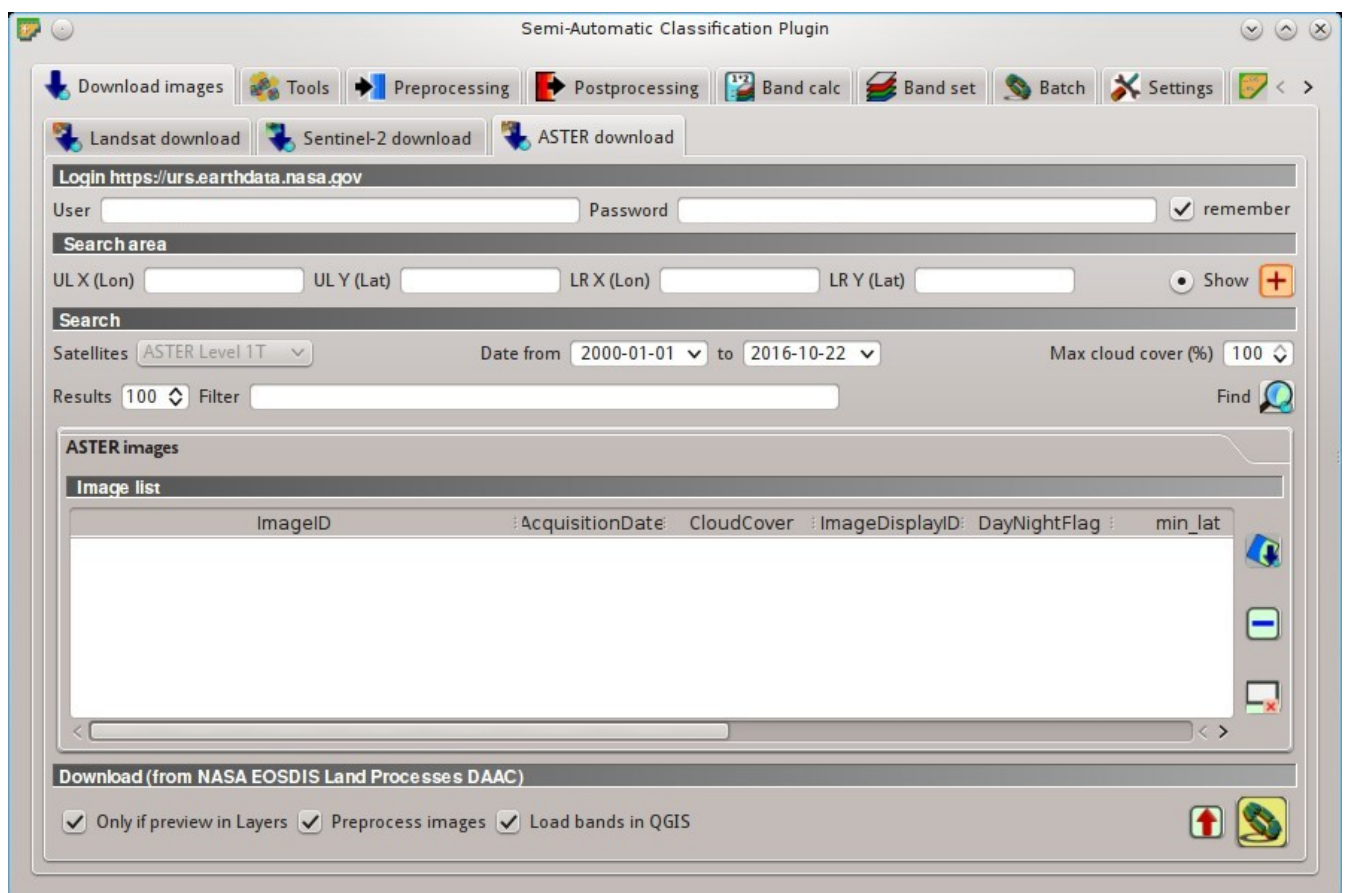 Semi-Automatic Classification Plugin
Download images Tools Preprocessing Postprocessing Band calc Band set Batch Settings
Landsat download Sentinel-2 download ASTER download
Login https://urs.earthdata.nasa.gov
User Password remember
Search area
UL X (Lon) UL Y (Lat) LR X (Lon) LR Y (Lat) Show
Search
Satellites ASTER Level 1T Date from 2000-01-01 to 2016-10-22 Max cloud cover (%) 100
Results 100 Filter Find
ASTER images
Image list
ImageID AcquisitionDate CloudCover ImageDisplayID DayNightFlag min_lat
Download (from NASA EOSDIS Land Processes DAAC)
Only if preview in Layers Preprocess images Load bands in QGIS